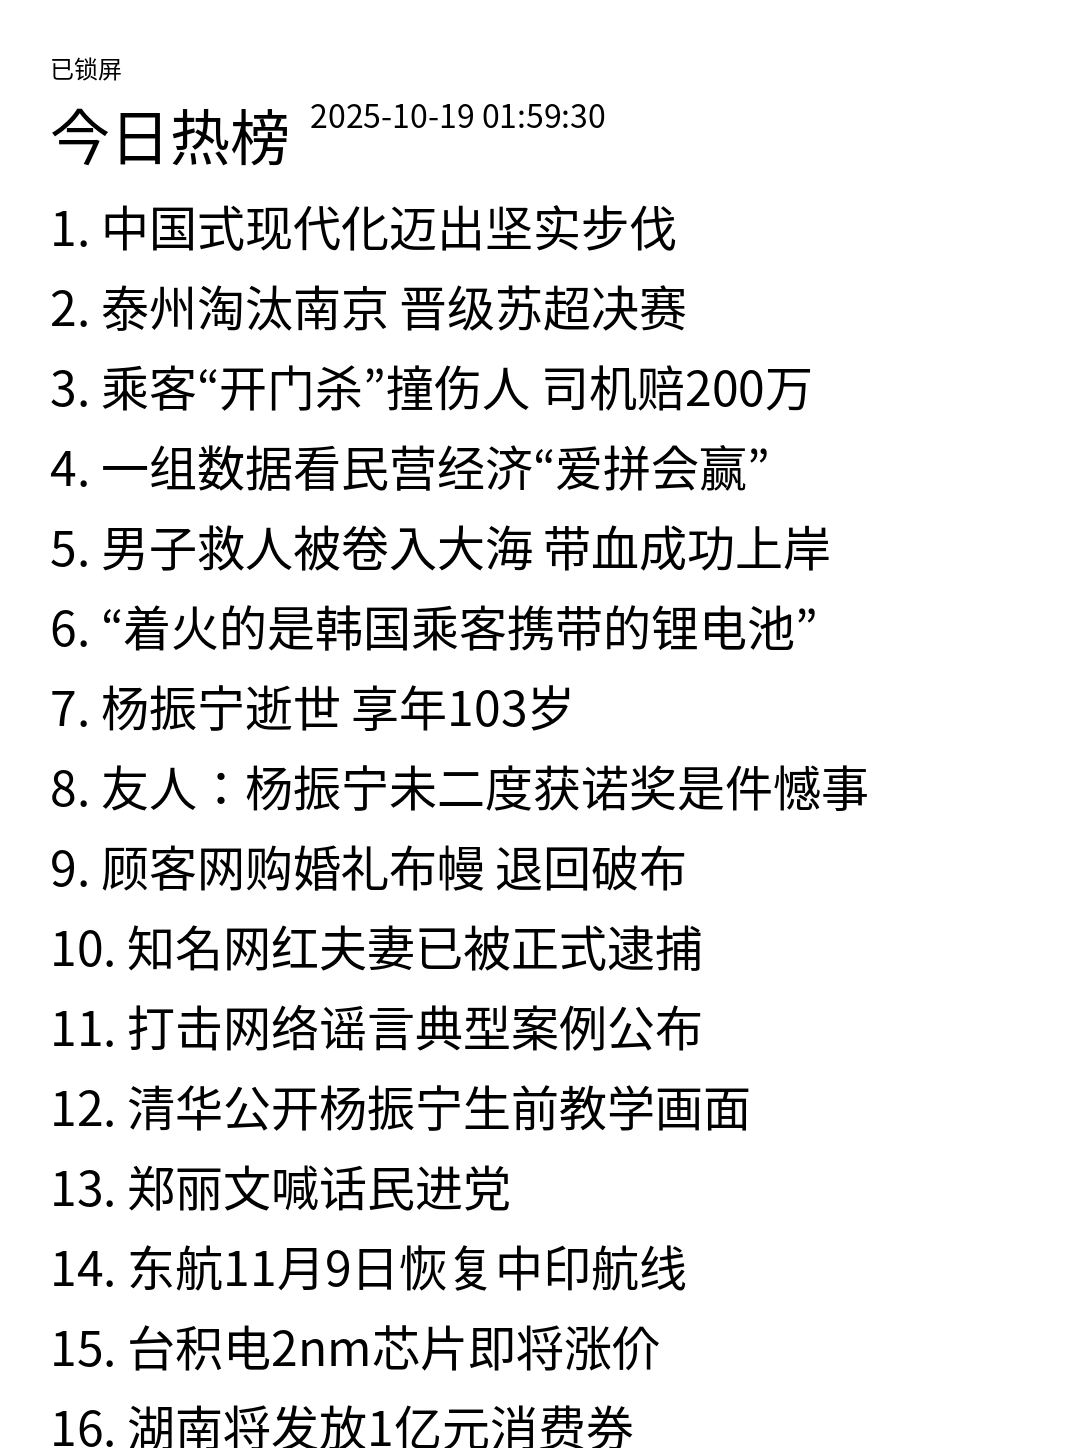 已锁屏
今日热榜 2025-10-19 01:59:30
1. 中国式现代化迈出坚实步伐
2. 泰州淘汰南京 晋级苏超决赛
3. 乘客“开门杀”撞伤人 司机赔200万
4. 一组数据看民营经济“爱拼会赢”
5. 男子救人被卷入大海 带血成功上岸
6. “着火的是韩国乘客携带的锂电池”
7. 杨振宁逝世 享年103岁
8. 友人：杨振宁未二度获诺奖是件憾事
9. 顾客网购婚礼布幔 退回破布
10. 知名网红夫妻已被正式逮捕
11. 打击网络谣言典型案例公布
12. 清华公开杨振宁生前教学画面
13. 郑丽文喊话民进党
14. 东航11月9日恢复中印航线
15. 台积电2nm芯片即将涨价
16. 湖南将发放1亿元消费券